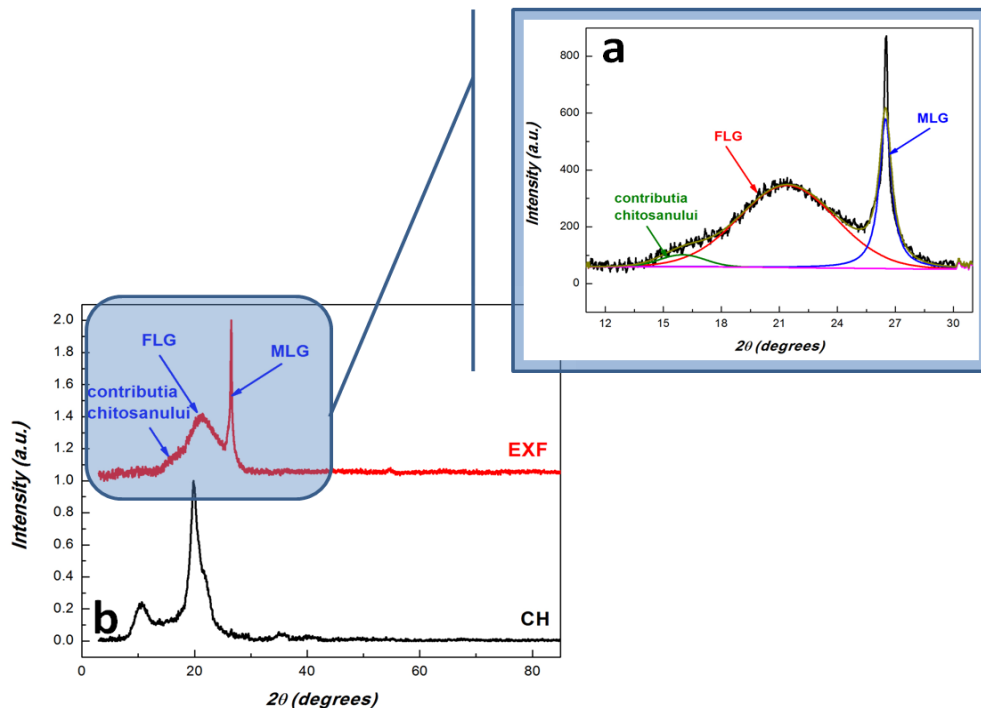 a
800
600
400
200
0
Intensity (a.u.)
FLG
MLG
contributia
chitosanului
12 15 18 21 24 27 30
2θ (degrees)
2.0
1.8
1.6
1.4
1.2
1.0
0.8
0.6
0.4
0.2
0.0
Intensity (a.u.)
FLG
MLG
contributia
chitosanului
EXF
b
CH
0 20 40 60 80
2θ (degrees)